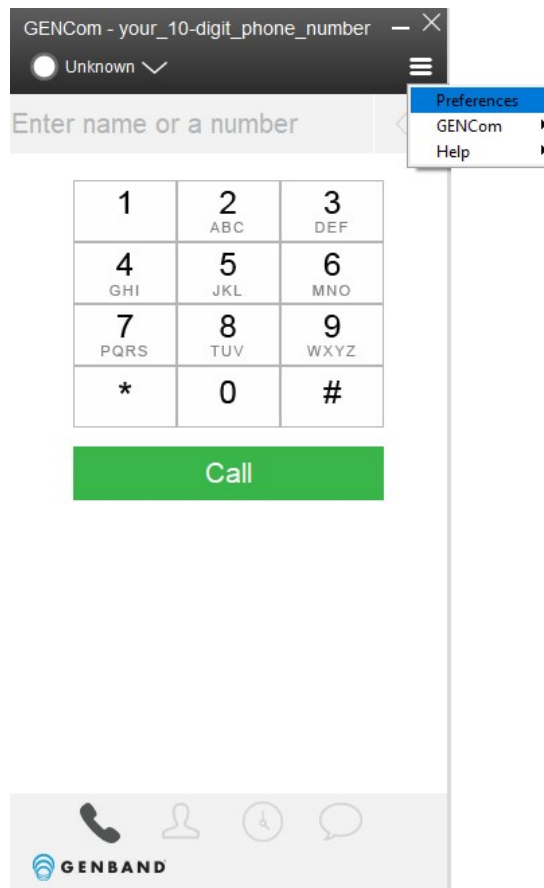 GENCom - your_10-digit_phone_number
Unknown
Preferences
GENCom
Help
Enter name or a number
1 2 3
ABC DEF
4 5 6
GHI JKL MNO
7 8 9
PQRS TUV WXYZ
* 0 #
Call
GENBAND